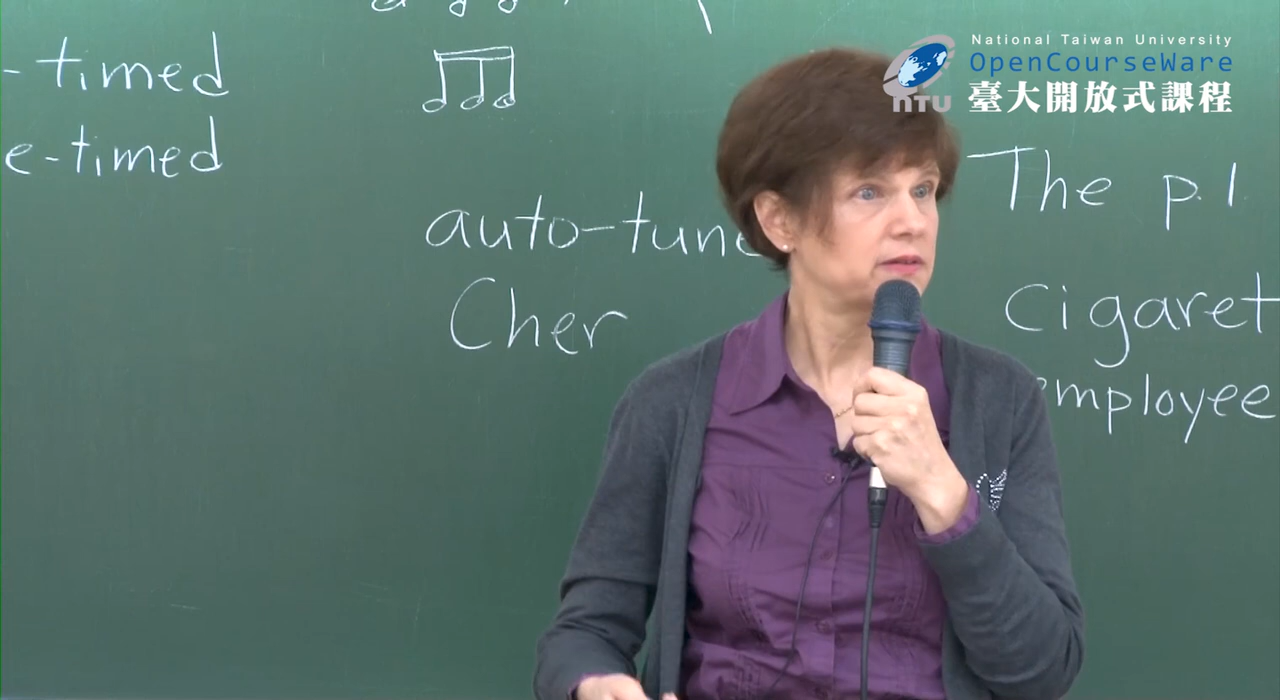 -timed
e-timed
auto-tune
Cher
The p.1
Cigaret
employee
National Taiwan University
OpenCourseWare
NTU
臺大開放式課程